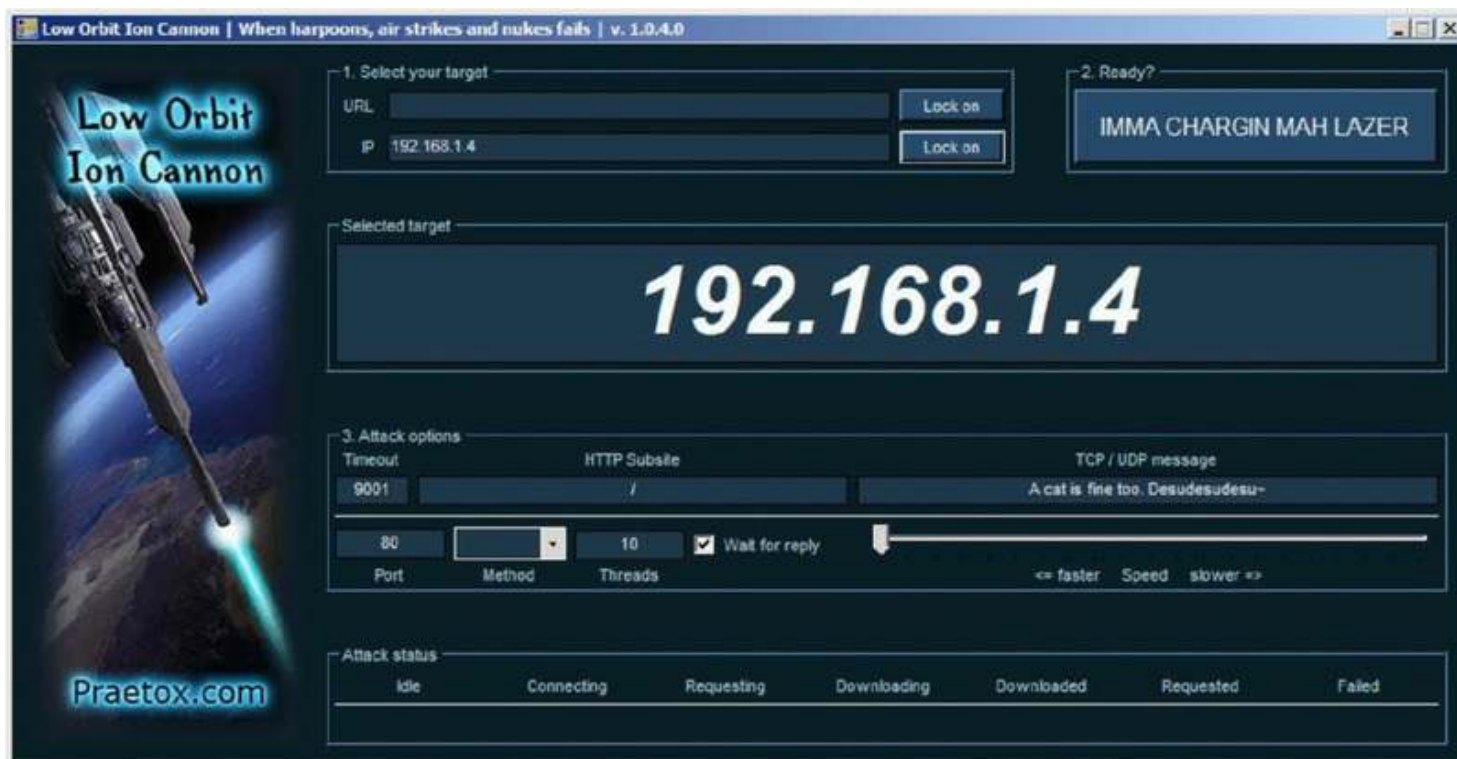 Low Orbit Ion Cannon | When harpoons, air strikes and nukes fails | v. 1.0.4.0
Low Orbit
Ion Cannon
1. Select your target
URL
Lock on
IP 192.168.1.4
Lock on
2. Ready?
IMMA CHARGIN MAH LAZER
Selected target
192.168.1.4
3. Attack options
Timeout HTTP Subsite TCP / UDP message
9001 / A cat is fine too. Desudesudesu~
80 10 Wait for reply
Port Method Threads <= faster Speed slower =>
Attack status
Idle Connecting Requesting Downloading Downloaded Requested Failed
Praetox.com